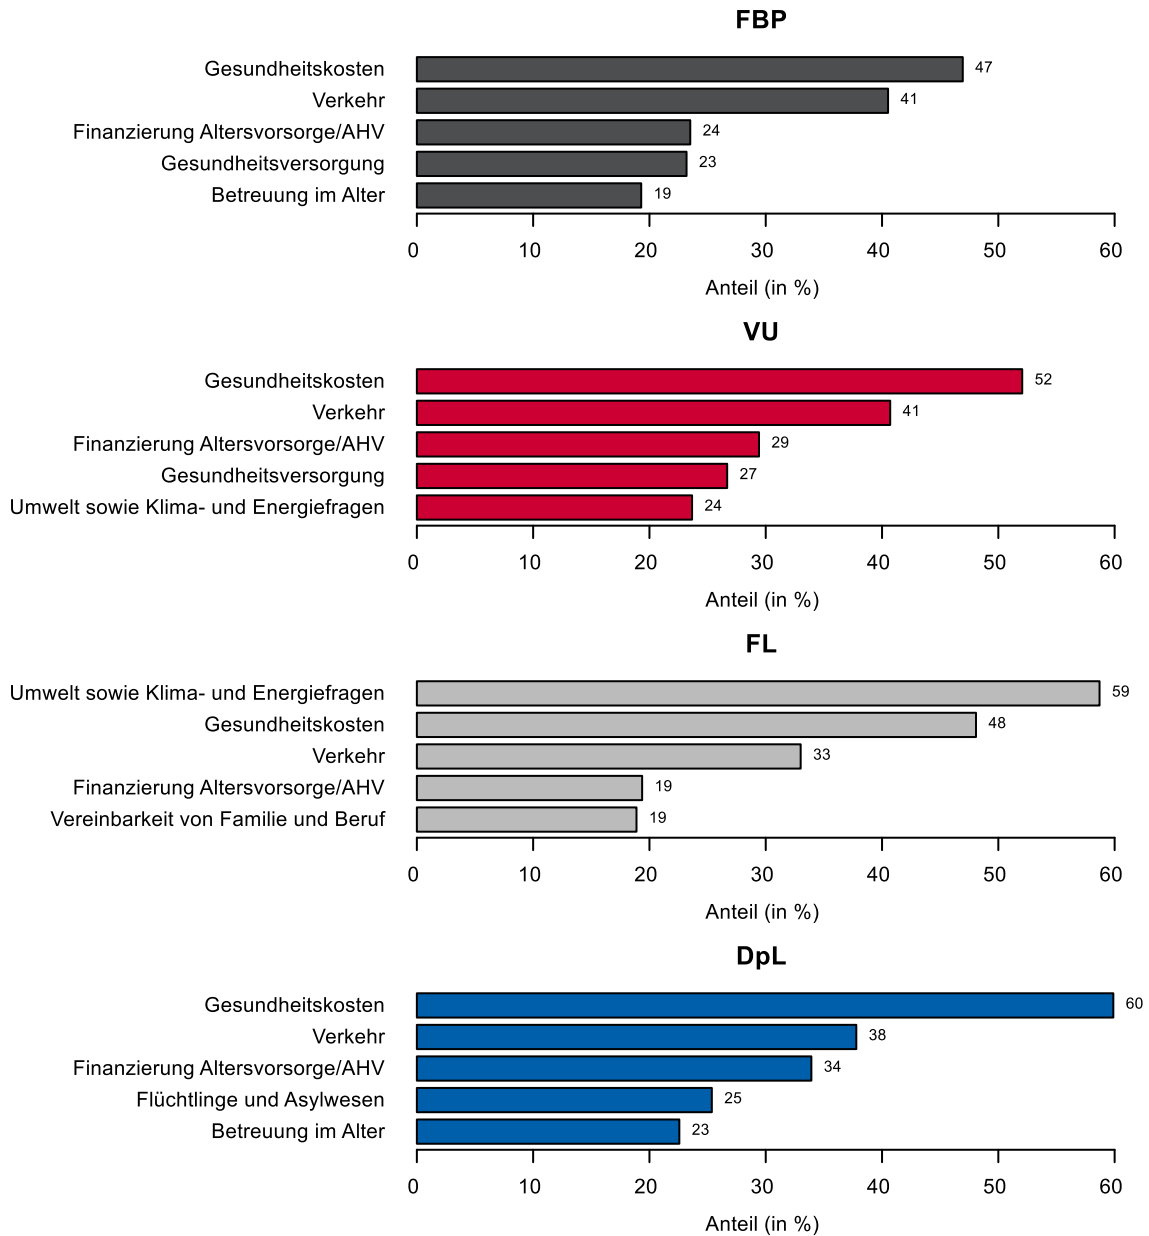 FBP
Gesundheitskosten 47
Verkehr 41
Finanzierung Altersvorsorge/AHV 24
Gesundheitsversorgung 23
Betreuung im Alter 19
0 10 20 30 40 50 60
Anteil (in %)
VU
Gesundheitskosten 52
Verkehr 41
Finanzierung Altersvorsorge/AHV 29
Gesundheitsversorgung 27
Umwelt sowie Klima- und Energiefragen 24
0 10 20 30 40 50 60
Anteil (in %)
FL
Umwelt sowie Klima- und Energiefragen 59
Gesundheitskosten 48
Verkehr 33
Finanzierung Altersvorsorge/AHV 19
Vereinbarkeit von Familie und Beruf 19
0 10 20 30 40 50 60
Anteil (in %)
DpL
Gesundheitskosten 60
Verkehr 38
Finanzierung Altersvorsorge/AHV 34
Flüchtlinge und Asylwesen 25
Betreuung im Alter 23
0 10 20 30 40 50 60
Anteil (in %)